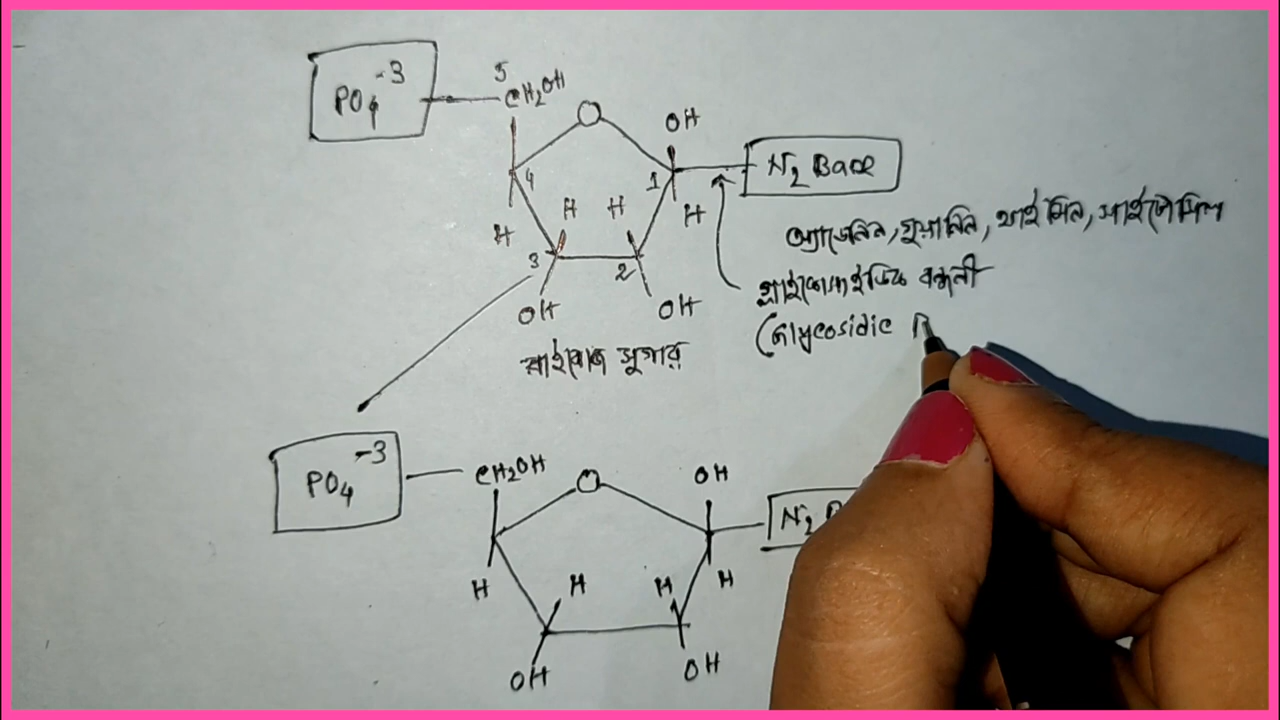 PO₄⁻³
5
CH₂OH
O
OH
4
1
N₂ Base
H
H
H
H
3
2
OH
OH
অ্যাডেনিন, গুয়ানিন, থাইমিন, সাইটোসিন
গ্লাইকোসাইডিক বন্ধনী
(Glycosidic B
রাইবোজ সুগার
PO₄⁻³
CH₂OH
O
OH
N₂
H
H
H
H
OH
OH